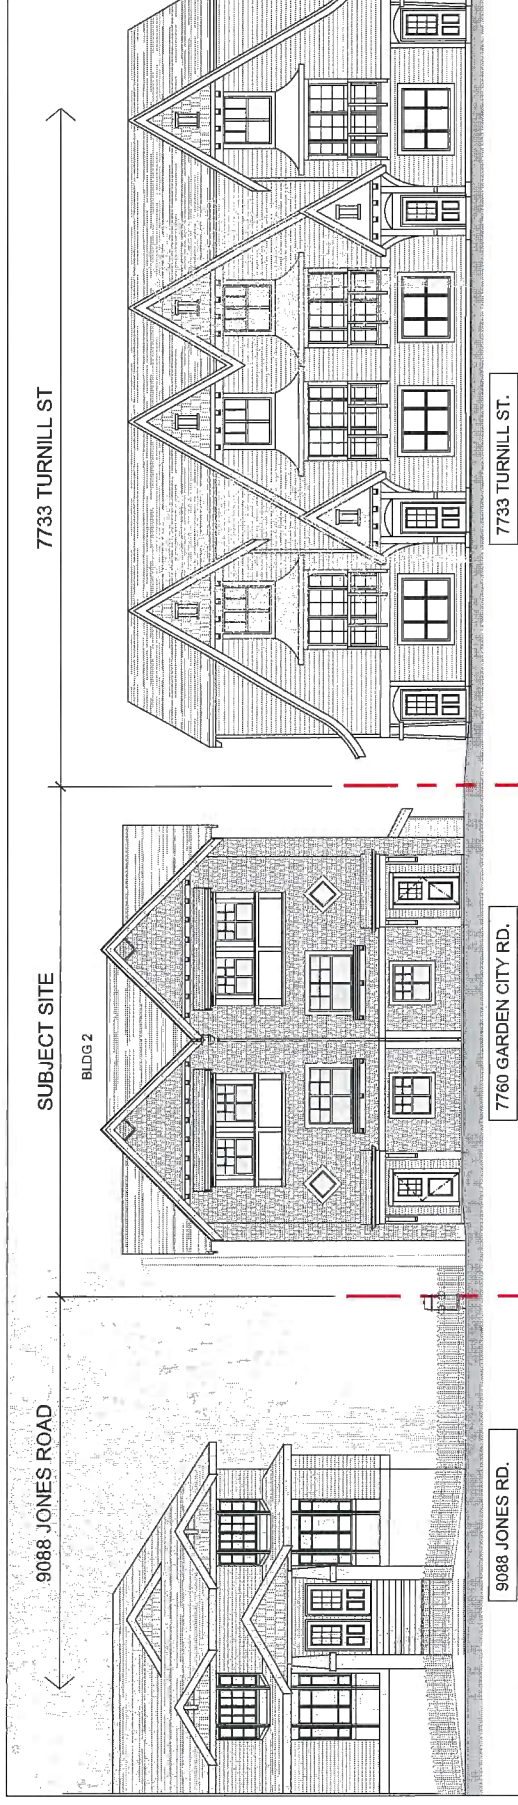 9088 JONES ROAD
SUBJECT SITE
7733 TURNILL ST
BLDG 2
9088 JONES RD.
7760 GARDEN CITY RD.
7733 TURNILL ST.